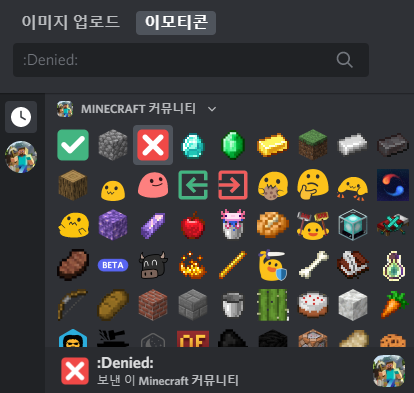 이미지 업로드 이모티콘
:Denied:
MINECRAFT 커뮤니티
BETA
:Denied:
보낸 이 Minecraft 커뮤니티